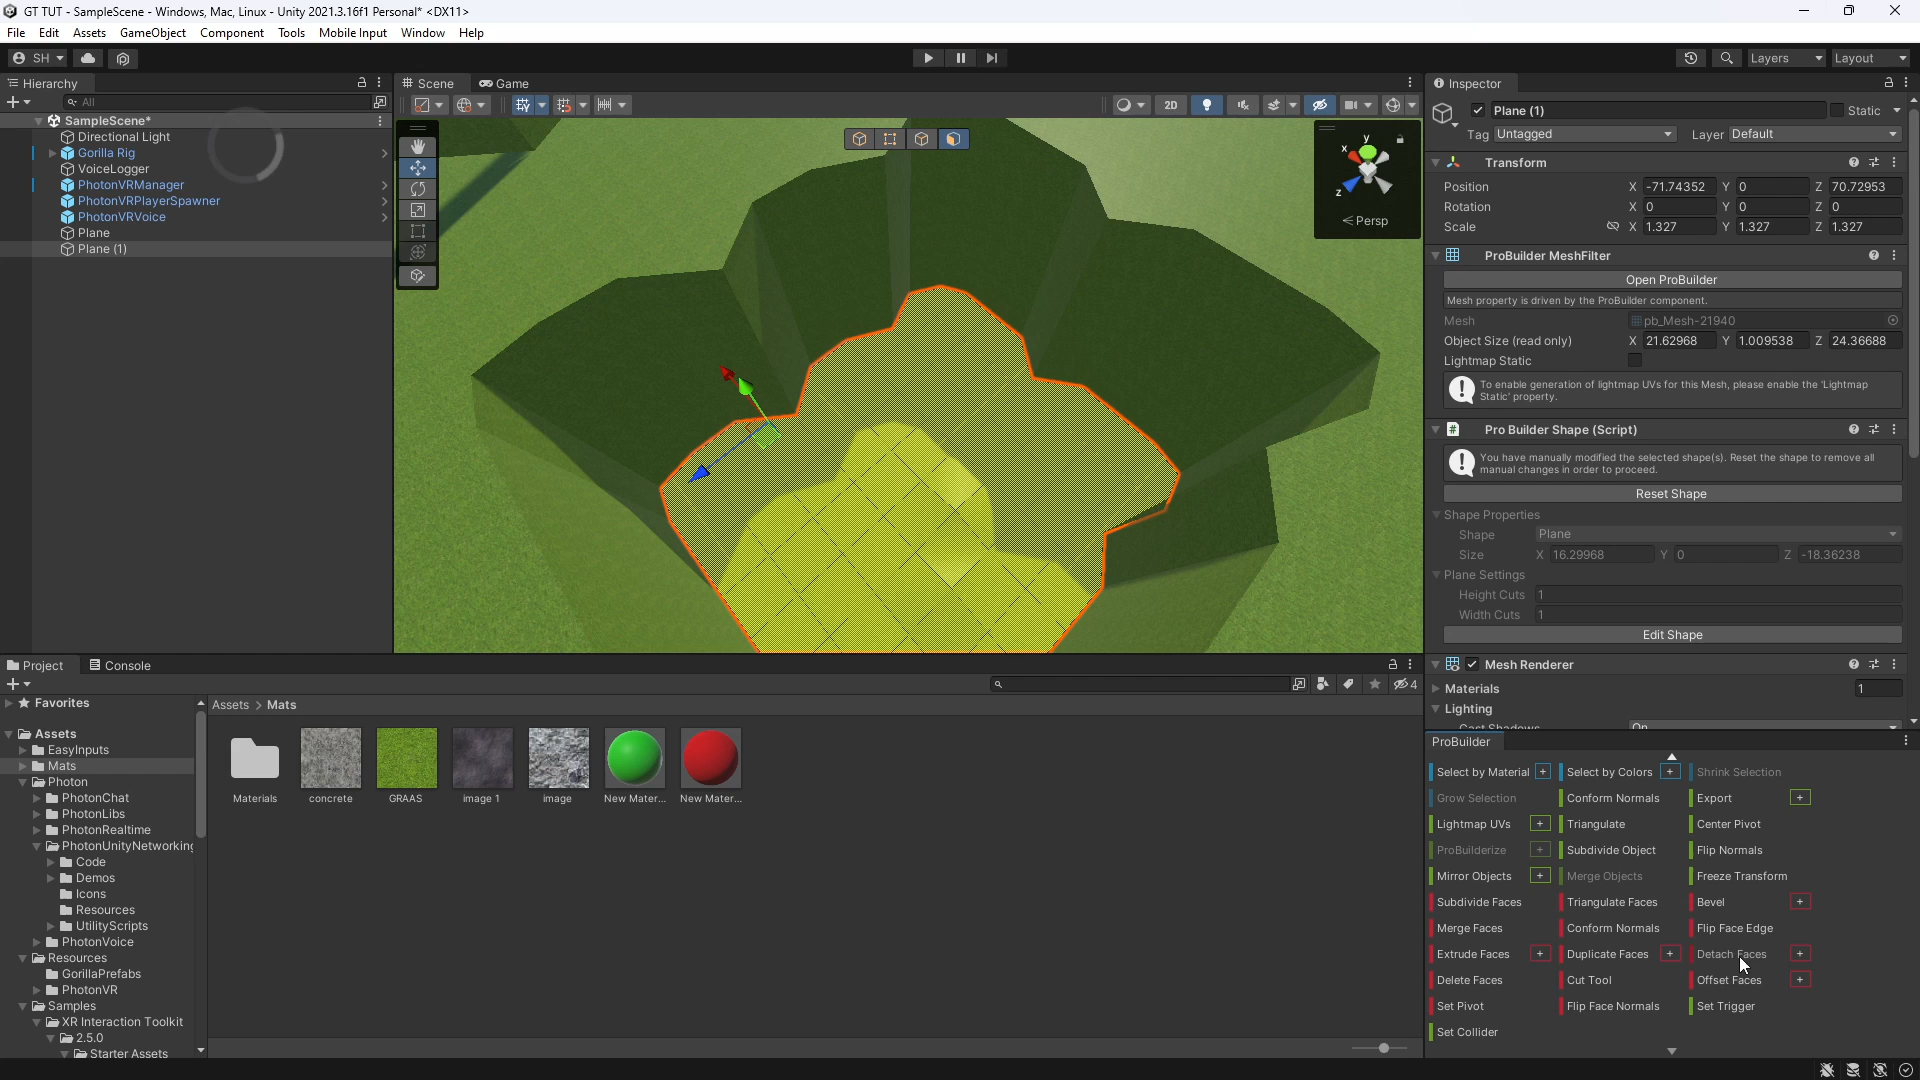 GT TUT - SampleScene - Windows, Mac, Linux - Unity 2021.3.16f1 Personal* <DX11>
File Edit Assets GameObject Component Tools Mobile Input Window Help
SH
Layers
Layout
Hierarchy
All
SampleScene*
Directional Light
Gorilla Rig
VoiceLogger
PhotonVRManager
PhotonVRPlayerSpawner
PhotonVRVoice
Plane
Plane (1)
Scene
Game
2D
y
x
z
Persp
Inspector
Plane (1)
Static
Tag Untagged
Layer Default
Transform
Position X -71.74352 Y 0 Z 70.72953
Rotation X 0 Y 0 Z 0
Scale X 1.327 Y 1.327 Z 1.327
ProBuilder MeshFilter
Open ProBuilder
Mesh property is driven by the ProBuilder component.
Mesh pb_Mesh-21940
Object Size (read only) X 21.62968 Y 1.009538 Z 24.36688
Lightmap Static
To enable generation of lightmap UVs for this Mesh, please enable the 'Lightmap
Static' property.
Pro Builder Shape (Script)
You have manually modified the selected shape(s). Reset the shape to remove all
manual changes in order to proceed.
Reset Shape
Shape Properties
Shape Plane
Size X 16.29968 Y 0 Z -18.36238
Plane Settings
Height Cuts 1
Width Cuts 1
Edit Shape
Mesh Renderer
Materials 1
Lighting
Cast Shadows On
Project
Console
4
Favorites
Assets
EasyInputs
Mats
Photon
PhotonChat
PhotonLibs
PhotonRealtime
PhotonUnityNetworking
Code
Demos
Icons
Resources
UtilityScripts
PhotonVoice
Resources
GorillaPrefabs
PhotonVR
Samples
XR Interaction Toolkit
2.5.0
Starter Assets
Assets > Mats
Materials
concrete
GRAAS
image 1
image
New Mater...
New Mater...
ProBuilder
Select by Material + Select by Colors + Shrink Selection
Grow Selection Conform Normals Export +
Lightmap UVs + Triangulate Center Pivot
ProBuilderize + Subdivide Object Flip Normals
Mirror Objects + Merge Objects Freeze Transform
Subdivide Faces Triangulate Faces Bevel +
Merge Faces Conform Normals Flip Face Edge
Extrude Faces + Duplicate Faces + Detach Faces +
Delete Faces Cut Tool Offset Faces +
Set Pivot Flip Face Normals Set Trigger
Set Collider